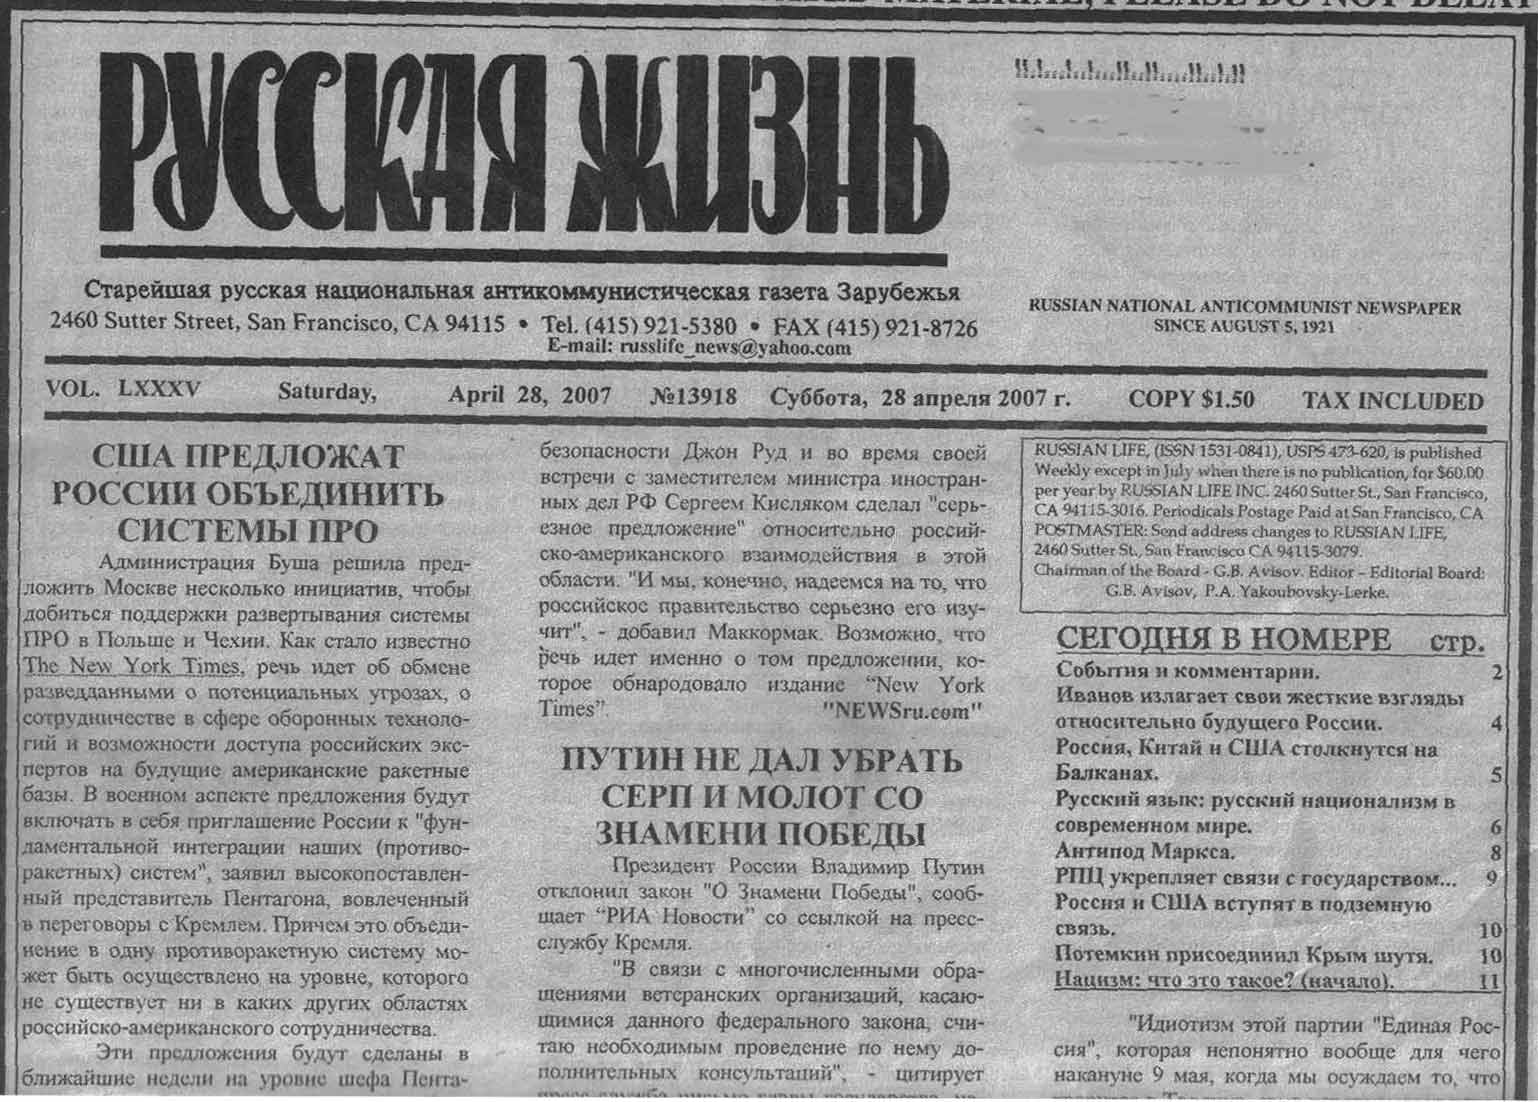 MATERIAL, PLEASE DO NOT DELAY
РУССКАЯ ЖИЗНЬ
Старейшая русская национальная антикоммунистическая газета Зарубежья
2460 Sutter Street, San Francisco, CA 94115 • Tel. (415) 921-5380 • FAX (415) 921-8726
E-mail: russlife_news@yahoo.com
RUSSIAN NATIONAL ANTICOMMUNIST NEWSPAPER
SINCE AUGUST 5, 1921
VOL. LXXXV Saturday, April 28, 2007 №13918 Суббота, 28 апреля 2007 г. COPY $1.50 TAX INCLUDED
США ПРЕДЛОЖАТ
РОССИИ ОБЪЕДИНИТЬ
СИСТЕМЫ ПРО
Администрация Буша решила пред-
ложить Москве несколько инициатив, чтобы
добиться поддержки развертывания системы
ПРО в Польше и Чехии. Как стало известно
The New York Times, речь идет об обмене
разведданными о потенциальных угрозах, о
сотрудничестве в сфере оборонных техноло-
гий и возможности доступа российских экс-
пертов на будущие американские ракетные
базы. В военном аспекте предложения будут
включать в себя приглашение России к "фун-
даментальной интеграции наших (противо-
ракетных) систем", заявил высокопоставлен-
ный представитель Пентагона, вовлеченный
в переговоры с Кремлем. Причем это объеди-
нение в одну противоракетную систему мо-
жет быть осуществлено на уровне, которого
не существует ни в каких других областях
российско-американского сотрудничества.
Эти предложения будут сделаны в
ближайшие недели на уровне шефа Пента-
безопасности Джон Руд и во время своей
встречи с заместителем министра иностран-
ных дел РФ Сергеем Кисляком сделал "серь-
езное предложение" относительно россий-
ско-американского взаимодействия в этой
области. "И мы, конечно, надеемся на то, что
российское правительство серьезно его изу-
чит", - добавил Маккормак. Возможно, что
речь идет именно о том предложении, ко-
торое обнародовало издание “New York
Times”. "NEWSru.com"
ПУТИН НЕ ДАЛ УБРАТЬ
СЕРП И МОЛОТ СО
ЗНАМЕНИ ПОБЕДЫ
Президент России Владимир Путин
отклонил закон "О Знамени Победы", сооб-
щает “РИА Новости” со ссылкой на пресс-
службу Кремля.
"В связи с многочисленными обра-
щениями ветеранских организаций, касаю-
щимися данного федерального закона, счи-
таю необходимым проведение по нему до-
полнительных консультаций", - цитирует
пресс-служба письмо главы государства, на-
RUSSIAN LIFE, (ISSN 1531-0841), USPS 473-620, is published
Weekly except in July when there is no publication, for $60.00
per year by RUSSIAN LIFE INC. 2460 Sutter St., San Francisco,
CA 94115-3016. Periodicals Postage Paid at San Francisco, CA
POSTMASTER: Send address changes to RUSSIAN LIFE,
2460 Sutter St., San Francisco CA 94115-3079.
Chairman of the Board - G.B. Avisov. Editor – Editorial Board:
G.B. Avisov, P.A. Yakoubovsky-Lerke.
СЕГОДНЯ В НОМЕРЕ стр.
События и комментарии. 2
Иванов излагает свои жесткие взгляды
относительно будущего России. 4
Россия, Китай и США столкнутся на
Балканах. 5
Русский язык: русский национализм в
современном мире. 6
Антипод Маркса. 8
РПЦ укрепляет связи с государством... 9
Россия и США вступят в подземную
связь. 10
Потемкин присоединил Крым шутя. 10
Нацизм: что это такое? (начало). 11
"Идиотизм этой партии "Единая Рос-
сия", которая непонятно вообще для чего
накануне 9 мая, когда мы осуждаем то, что